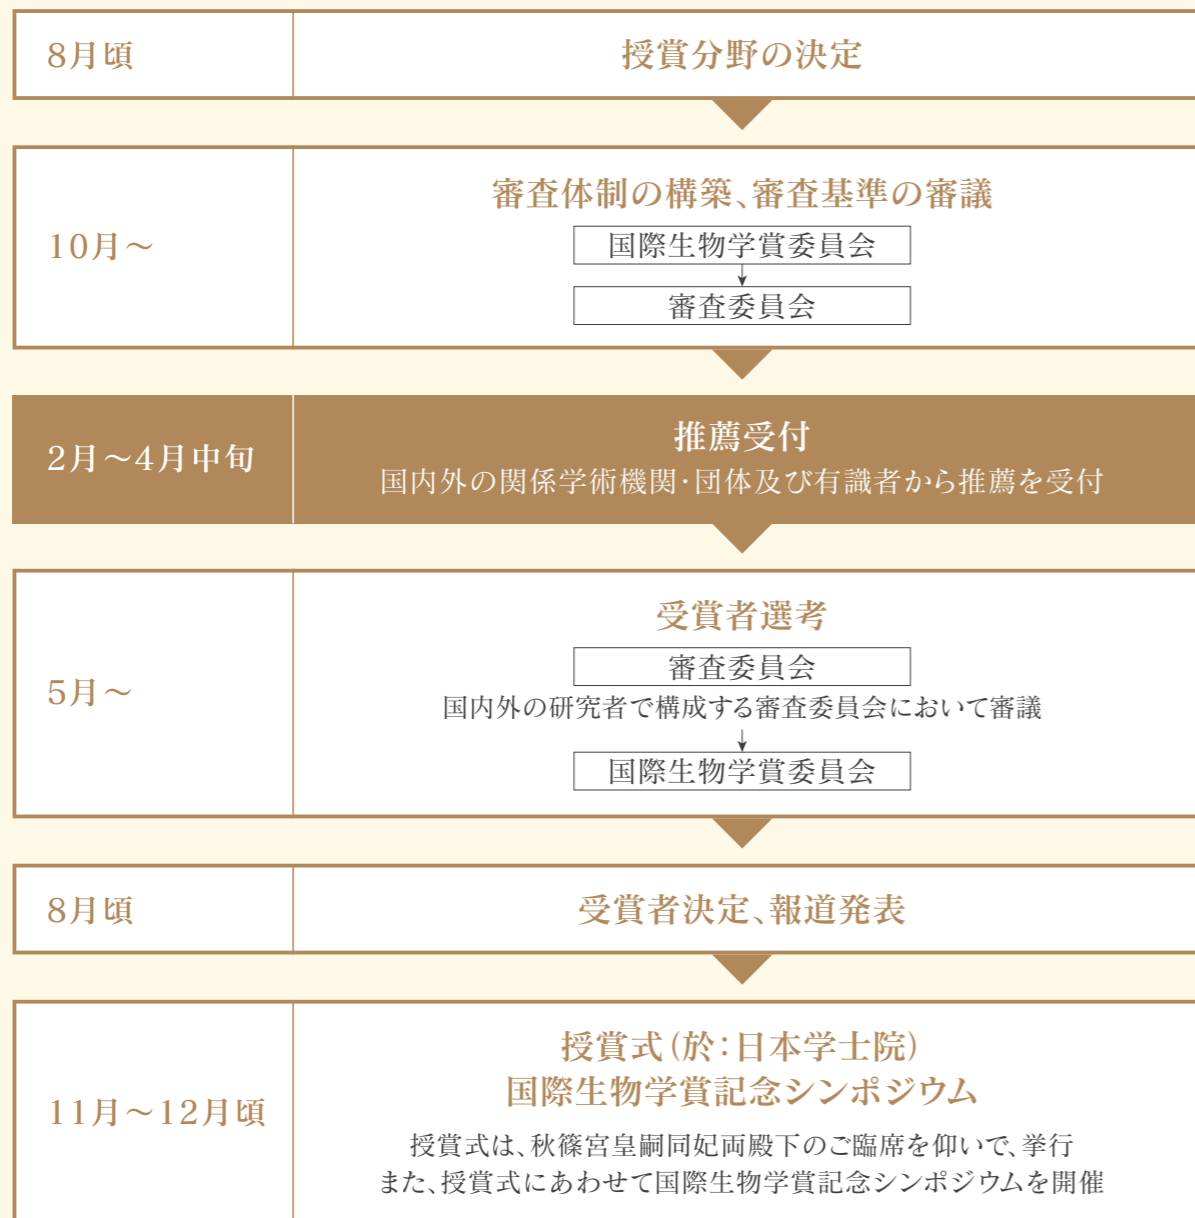 8月頃
授賞分野の決定
10月～
審査体制の構築、審査基準の審議
国際生物学賞委員会
審査委員会
2月～4月中旬
推薦受付
国内外の関係学術機関・団体及び有識者から推薦を受付
5月～
受賞者選考
審査委員会
国内外の研究者で構成する審査委員会において審議
国際生物学賞委員会
8月頃
受賞者決定、報道発表
11月～12月頃
授賞式（於：日本学士院）
国際生物学賞記念シンポジウム
授賞式は、秋篠宮皇嗣同妃両殿下のご臨席を仰いで、挙行
また、授賞式にあわせて国際生物学賞記念シンポジウムを開催